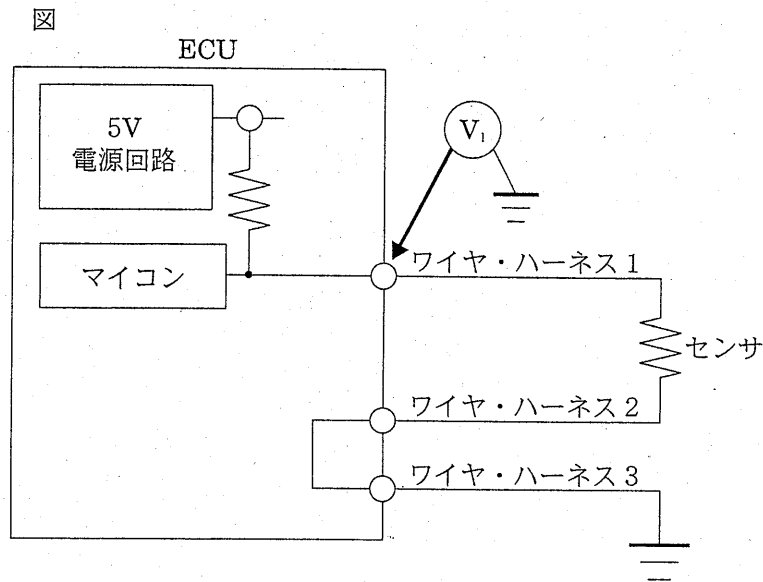 図
ECU
5V
電源回路
V₁
マイコン
ワイヤ・ハーネス1
センサ
ワイヤ・ハーネス2
ワイヤ・ハーネス3